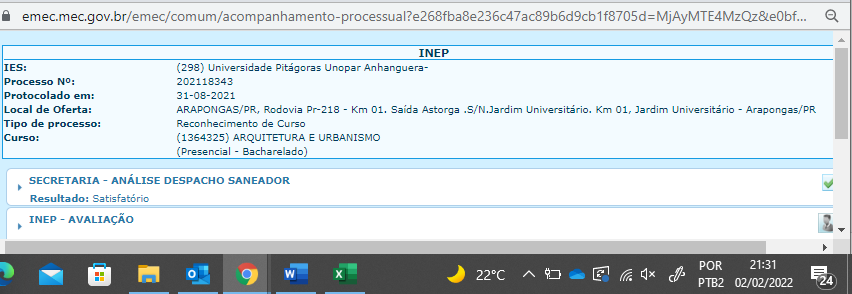 emec.mec.gov.br/emec/comum/acompanhamento-processual?e268fba8e236c47ac89b6d9cb1f8705d=MjAyMTE4MzQz&e0bf...
INEP
IES: (298) Universidade Pitágoras Unopar Anhanguera-
Processo Nº: 202118343
Protocolado em: 31-08-2021
Local de Oferta: ARAPONGAS/PR, Rodovia Pr-218 - Km 01. Saída Astorga .S/N.Jardim Universitário. Km 01, Jardim Universitário - Arapongas/PR
Tipo de processo: Reconhecimento de Curso
Curso: (1364325) ARQUITETURA E URBANISMO
(Presencial - Bacharelado)
SECRETARIA - ANÁLISE DESPACHO SANEADOR
Resultado: Satisfatório
INEP - AVALIAÇÃO
22°C
POR
PTB2
21:31
02/02/2022
24